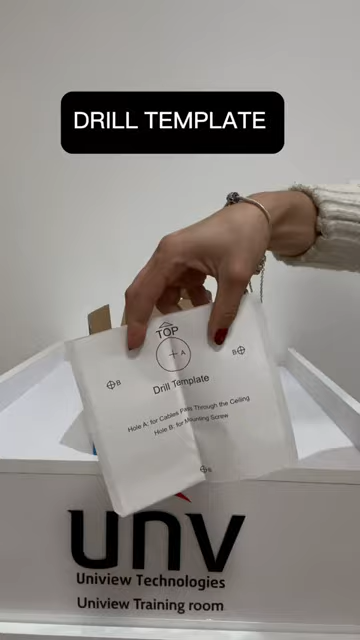 DRILL TEMPLATE
TOP
A
B
B
Drill Template
Hole A: for Cables Pass Through the Ceiling
Hole B: for Mounting Screw
B
unv
Uniview Technologies
Uniview Training room